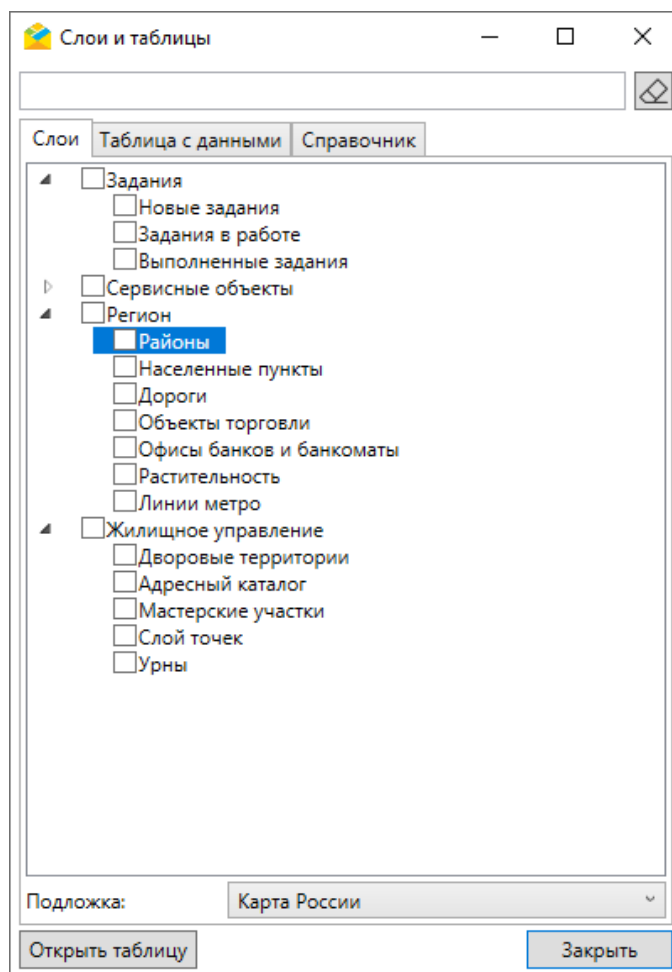 Слои и таблицы
Слои Таблица с данными Справочник
Задания
Новые задания
Задания в работе
Выполненные задания
Сервисные объекты
Регион
Районы
Населенные пункты
Дороги
Объекты торговли
Офисы банков и банкоматы
Растительность
Линии метро
Жилищное управление
Дворовые территории
Адресный каталог
Мастерские участки
Слой точек
Урны
Подложка: Карта России
Открыть таблицу Закрыть